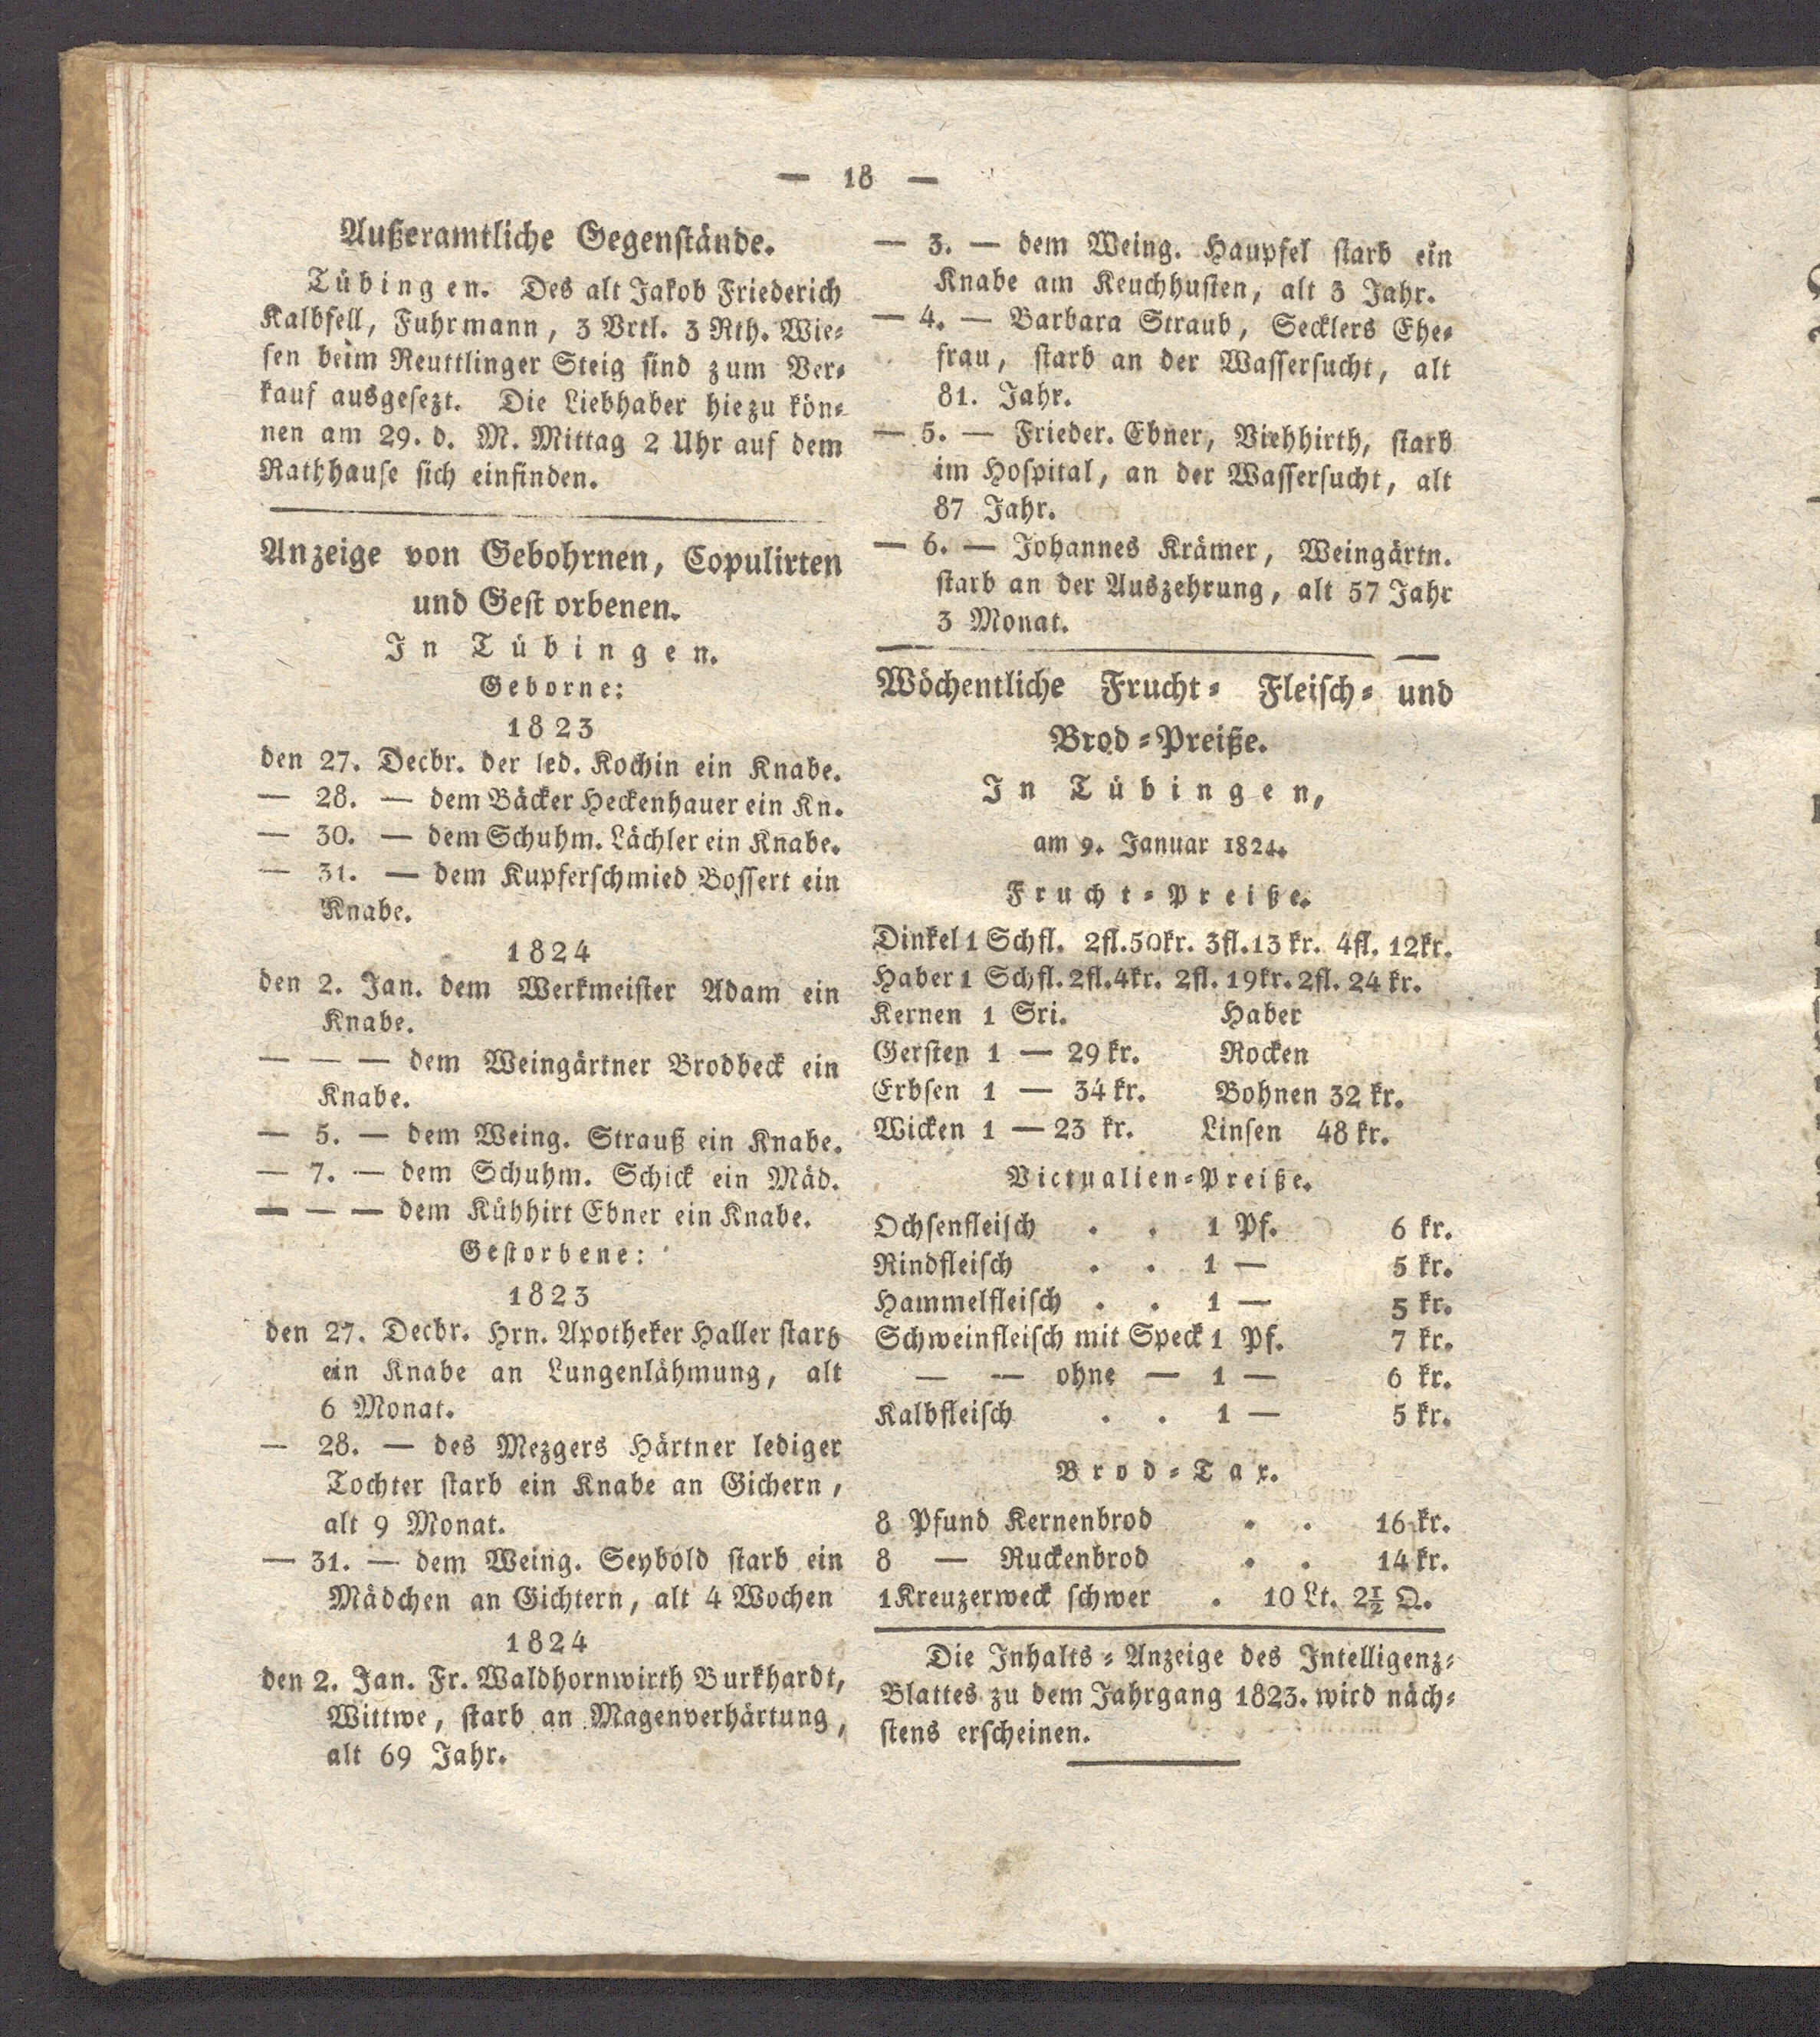 — 18 —
Außeramtliche Gegenstände.
Tübingen. Des alt Jakob Friederich
Kalbfell, Fuhrmann, 3 Vrtl. 3 Rth. Wie-
sen beim Reuttlinger Steig sind zum Ver-
kauf ausgesezt. Die Liebhaber hiezu kön-
nen am 29. d. M. Mittag 2 Uhr auf dem
Rathhause sich einfinden.
Anzeige von Gebohrnen, Copulirten
und Gestorbenen.
In Tübingen.
Geborne:
1823
den 27. Decbr. der led. Kochin ein Knabe.
— 28. — dem Bäcker Heckenhauer ein Kn.
— 30. — dem Schuhm. Lächler ein Knabe.
— 31. — dem Kupferschmied Bossert ein
Knabe.
1824
den 2. Jan. dem Werkmeister Adam ein
Knabe.
— — — dem Weingärtner Brodbeck ein
Knabe.
— 5. — dem Weing. Strauß ein Knabe.
— 7. — dem Schuhm. Schick ein Mäd.
— — — dem Kühhirt Ebner ein Knabe.
Gestorbene:
1823
den 27. Decbr. Hrn. Apotheker Haller starb
ein Knabe an Lungenlähmung, alt
6 Monat.
— 28. — des Mezgers Härtner lediger
Tochter starb ein Knabe an Gichern,
alt 9 Monat.
— 31. — dem Weing. Seybold starb ein
Mädchen an Gichtern, alt 4 Wochen
1824
den 2. Jan. Fr. Waldhornwirth Burkhardt,
Wittwe, starb an Magenverhärtung,
alt 69 Jahr.
— 3. — dem Weing. Haupfel starb ein
Knabe am Keuchhusten, alt 3 Jahr.
— 4. — Barbara Straub, Secklers Ehe-
frau, starb an der Wassersucht, alt
81. Jahr.
— 5. — Frieder. Ebner, Viehhirth, starb
im Hospital, an der Wassersucht, alt
87 Jahr.
— 6. — Johannes Krämer, Weingärtn.
starb an der Auszehrung, alt 57 Jahr
3 Monat.
Wöchentliche Frucht- Fleisch- und
Brod-Preiße.
In Tübingen,
am 9. Januar 1824.
Frucht-Preiße.
Dinkel 1 Schfl. 2fl. 50kr. 3fl. 13 kr. 4fl. 12kr.
Haber 1 Schfl. 2fl. 4kr. 2fl. 19kr. 2fl. 24 kr.
Kernen 1 Sri. Haber
Gersten 1 — 29 kr. Rocken
Erbsen 1 — 34 kr. Bohnen 32 kr.
Wicken 1 — 23 kr. Linsen 48 kr.
Victualien-Preiße.
Ochsenfleisch . . 1 Pf. 6 kr.
Rindfleisch . . 1 — 5 kr.
Hammelfleisch . . 1 — 5 kr.
Schweinfleisch mit Speck 1 Pf. 7 kr.
— — ohne — 1 — 6 kr.
Kalbfleisch . . 1 — 5 kr.
Brod-Tax.
8 Pfund Kernenbrod . . 16 kr.
8 — Ruckenbrod . . 14 kr.
1 Kreuzerweck schwer . 10 Lt. 2½ Q.
Die Inhalts-Anzeige des Intelligenz-
Blattes zu dem Jahrgang 1823. wird näch-
stens erscheinen.